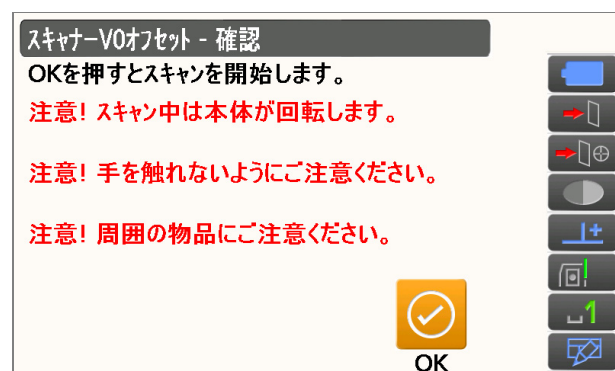 スキャナーV0オフセット - 確認
OKを押すとスキャンを開始します。
注意! スキャン中は本体が回転します。
注意! 手を触れないようにご注意ください。
注意! 周囲の物品にご注意ください。
OK
1